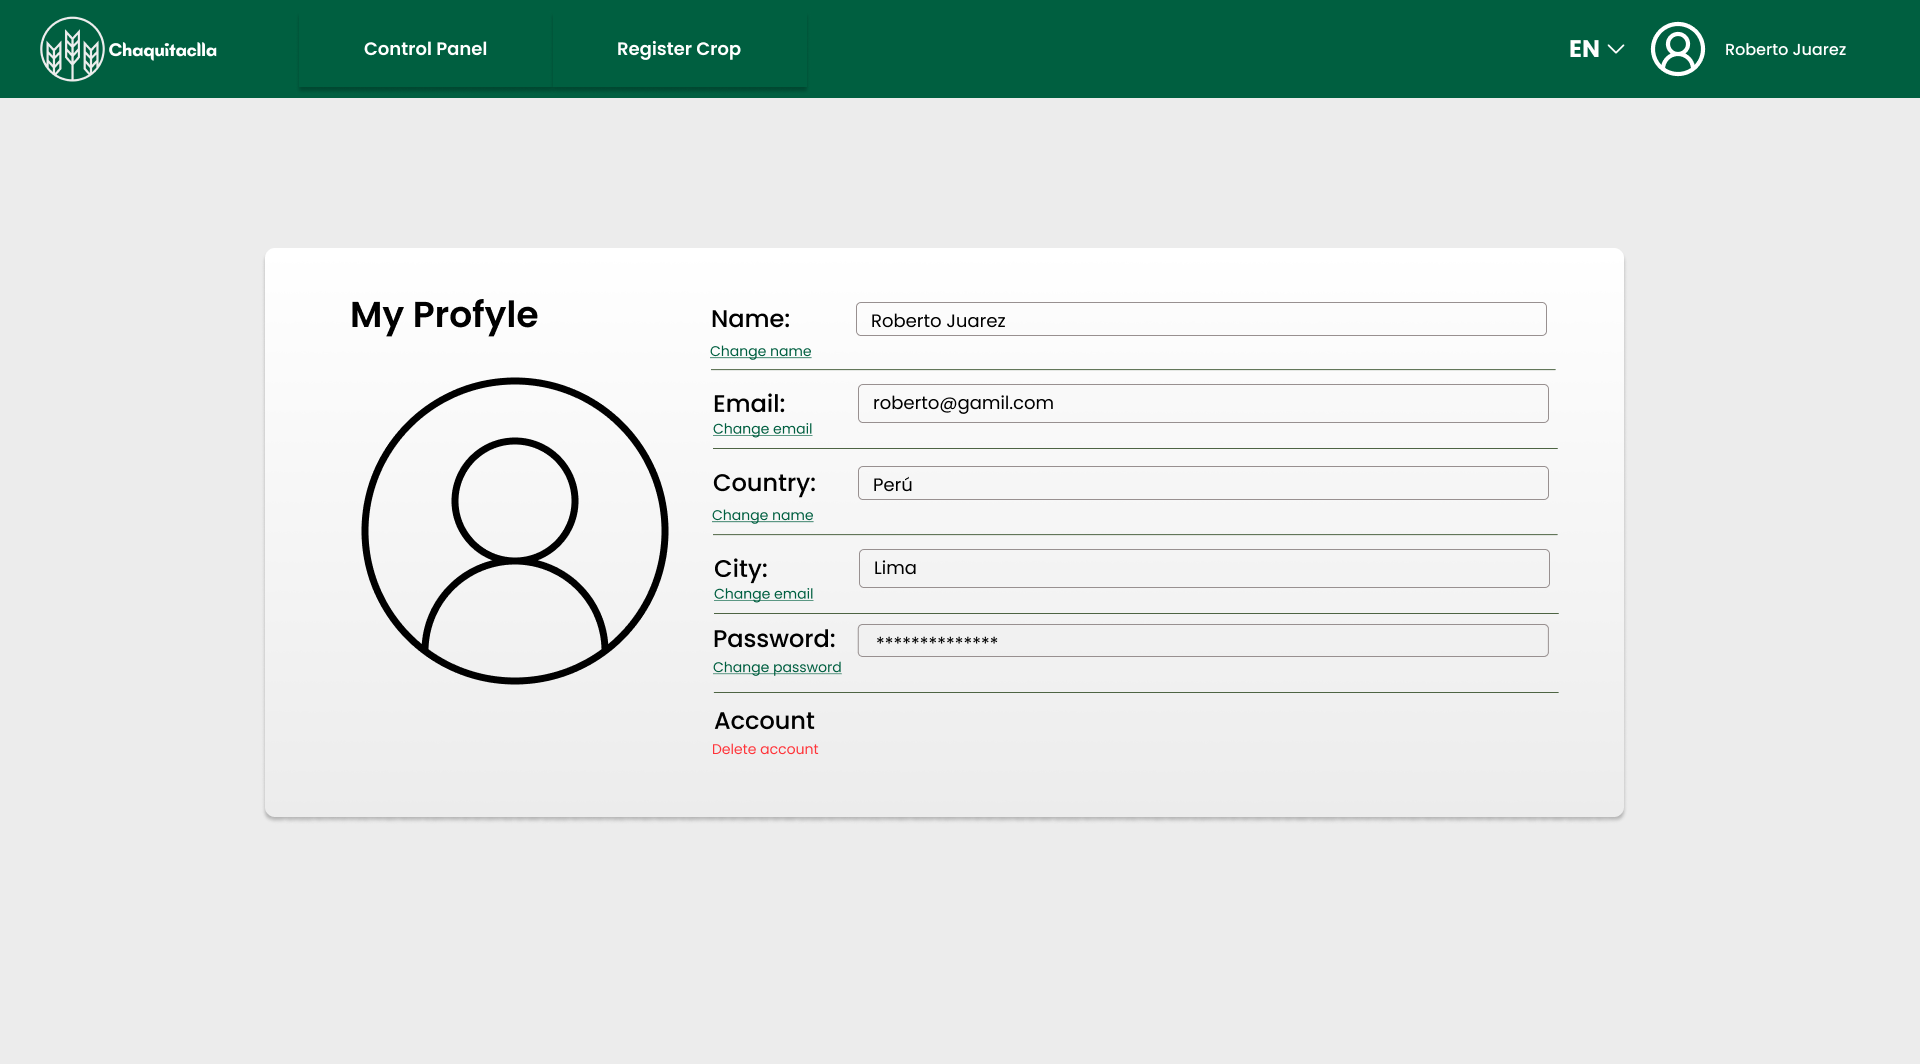 Chaquitaclla
Control Panel
Register Crop
EN
Roberto Juarez
My Profyle
Name:
Roberto Juarez
Change name
Email:
roberto@gamil.com
Change email
Country:
Perú
Change name
City:
Lima
Change email
Password:
**************
Change password
Account
Delete account